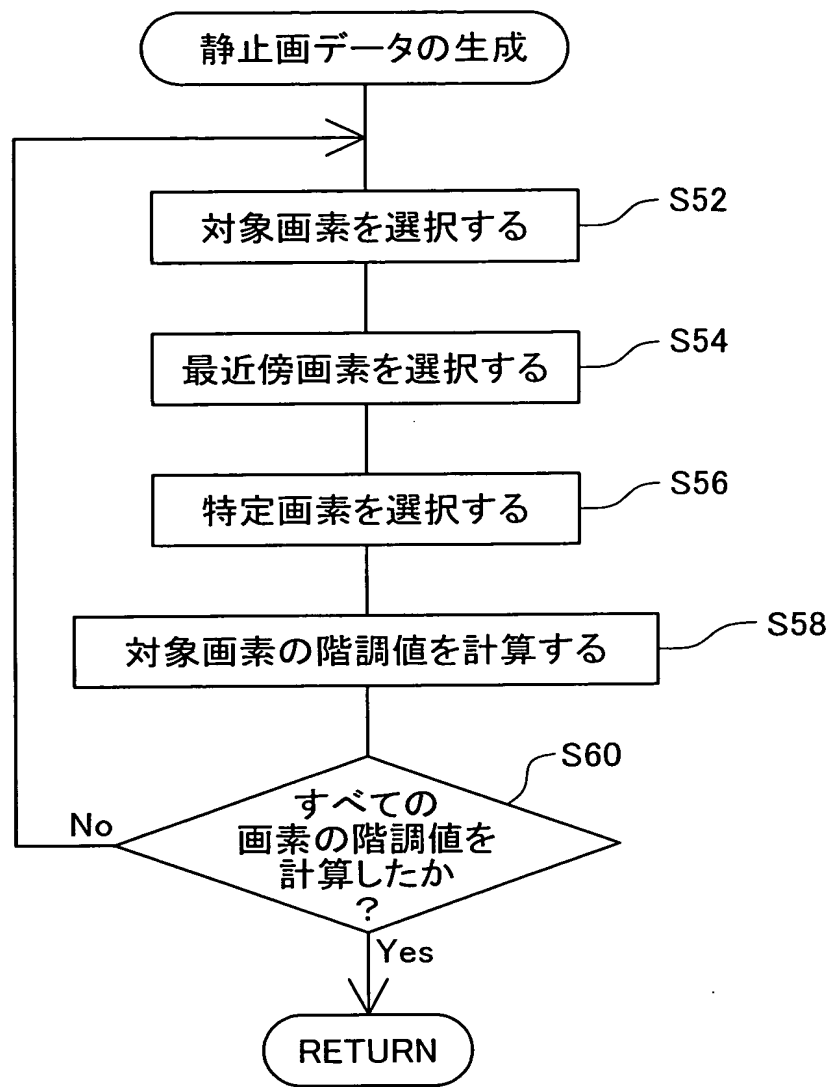 静止画データの生成
対象画素を選択する
S52
最近傍画素を選択する
S54
特定画素を選択する
S56
対象画素の階調値を計算する
S58
S60
すべての
画素の階調値を
計算したか
?
No
Yes
RETURN